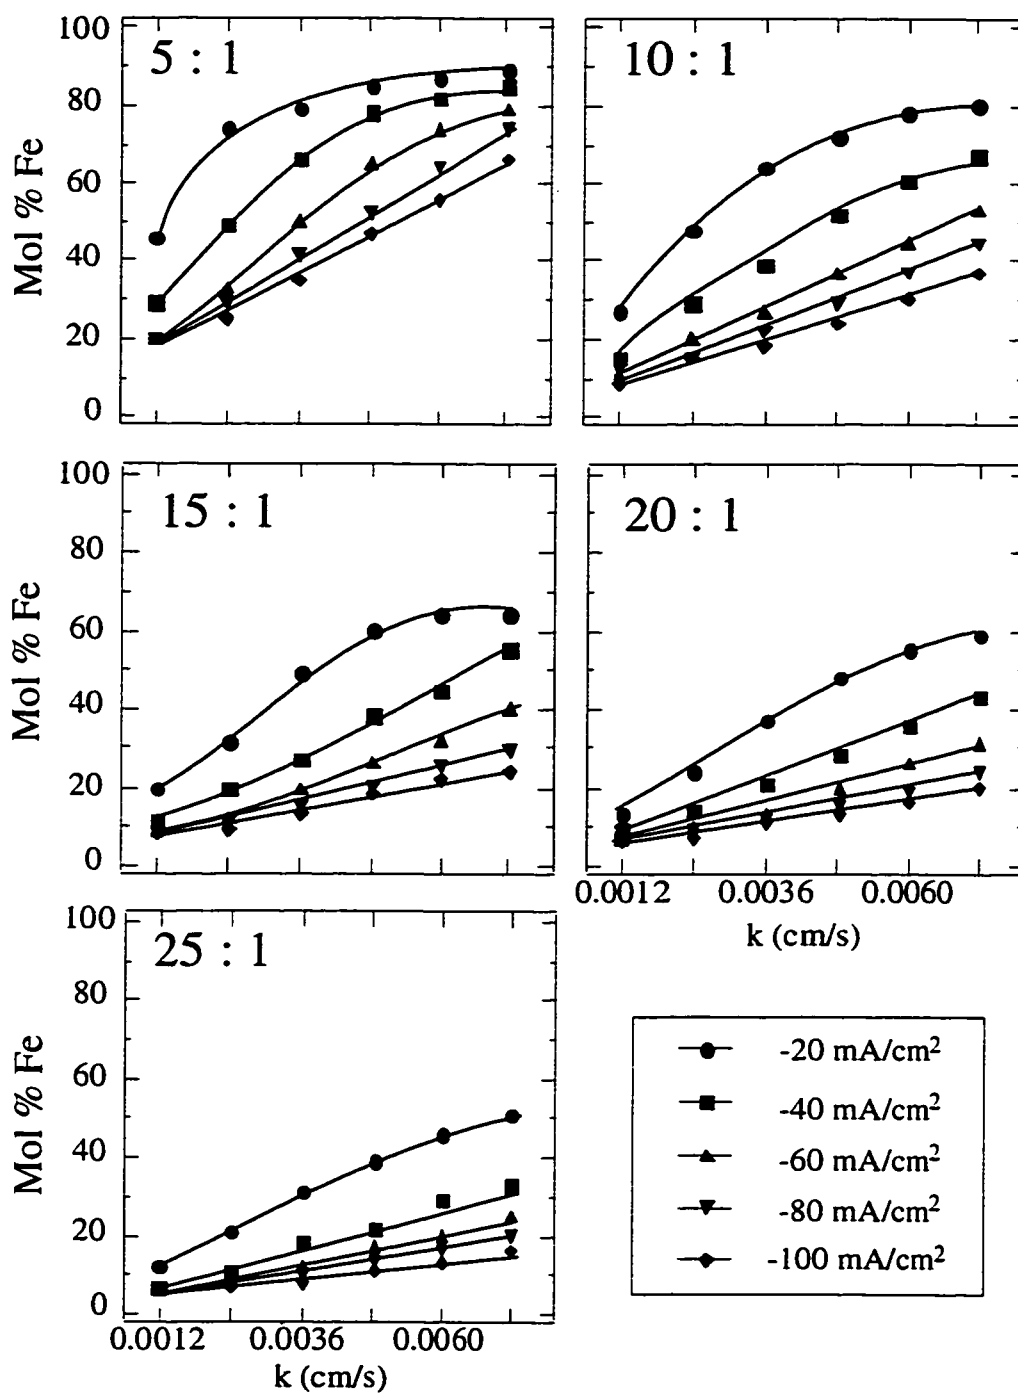 5 : 1
Mol % Fe
100
80
60
40
20
0
10 : 1
15 : 1
Mol % Fe
100
80
60
40
20
0
20 : 1
0.0012 0.0036 0.0060
k (cm/s)
25 : 1
Mol % Fe
100
80
60
40
20
0
0.0012 0.0036 0.0060
k (cm/s)
-20 mA/cm²
-40 mA/cm²
-60 mA/cm²
-80 mA/cm²
-100 mA/cm²